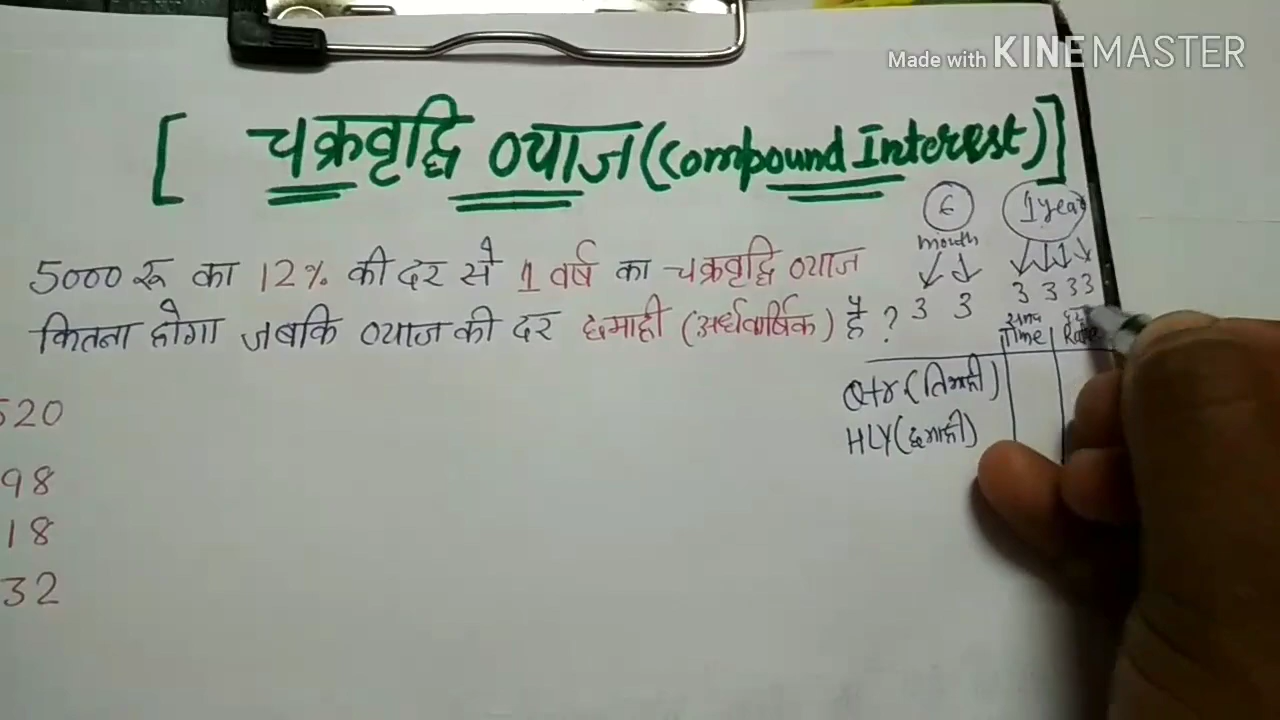 Made with KINEMASTER
[ चक्रवृद्धि ब्याज (Compound Interest) ]
6 month
1 year
3 3
3 3 3 3
5000 रू का 12% की दर से 1 वर्ष का चक्रवृद्धि ब्याज
कितना होगा जबकि ब्याज की दर छमाही (अर्धवार्षिक) है ?
समय
Time Rate
Qtr (तिमाही)
HLY (छमाही)
520
98
18
32